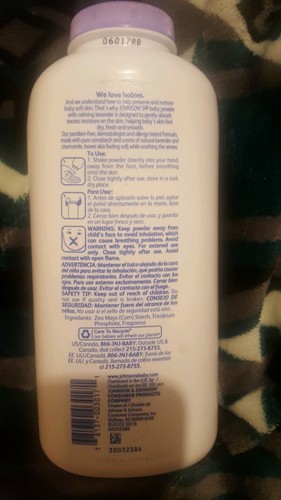 06017RB
We love babies.
And we understand how to help preserve and nurture
baby soft skin. That's why JOHNSON'S® baby powder
with calming lavender is designed to gently absorb
excess moisture on the skin, helping baby's skin feel
dry, fresh and smooth.
Our paraben-free, dermatologist and allergy tested formula,
made with pure cornstarch and scents of natural lavender and
chamomile, leaves skin feeling soft while soothing the senses.
To Use:
1. Shake powder directly into your hand,
away from the face, before smoothing
onto the skin.
2. Close tightly after use, store in a cool,
dry place.
Para Usar:
1. Antes de aplicarlo sobre la piel, agitar
el polvo directamente en la mano, lejos
de la cara.
2. Cerrar bien después de uso, y guardar
en un lugar fresco y seco.
WARNING: Keep powder away from
child's face to avoid inhalation, which
can cause breathing problems. Avoid
contact with eyes. For external use
only. Close tightly after use. Avoid
contact with open flame.
ADVERTENCIA: Mantener el talco alejado de la cara
del niño para evitar la inhalación, que podría causar
problemas respiratorios. Evitar el contacto con los
ojos. Para uso externo exclusivamente. Cerrar bien
después de usar. Evitar el contacto con el fuego.
SAFETY TIP: Keep out of reach of children. Do
not use if quality seal is broken. CONSEJO DE
SEGURIDAD: Mantener fuera del alcance de los
niños. No usar si el sello de seguridad está roto.
Ingredients: Zea Mays (Corn) Starch, Tricalcium
Phosphate, Fragrance
Care To Recycle®
our babies will inherit our planet
US/Canada, 866-JNJ-BABY. Outside US &
Canada, dial collect 215-273-8755.
EE. UU./Canadá, 866-JNJ-BABY; fuera de los
EE. UU. y Canadá, llamada de cobro revertido
al 215-273-8755.
www.johnsonsbaby.com
JOHNSON & JOHNSON
CONSUMER PRODUCTS
COMPANY
Johnson & Johnson
Consumer Companies, Inc.
30032584
30032584